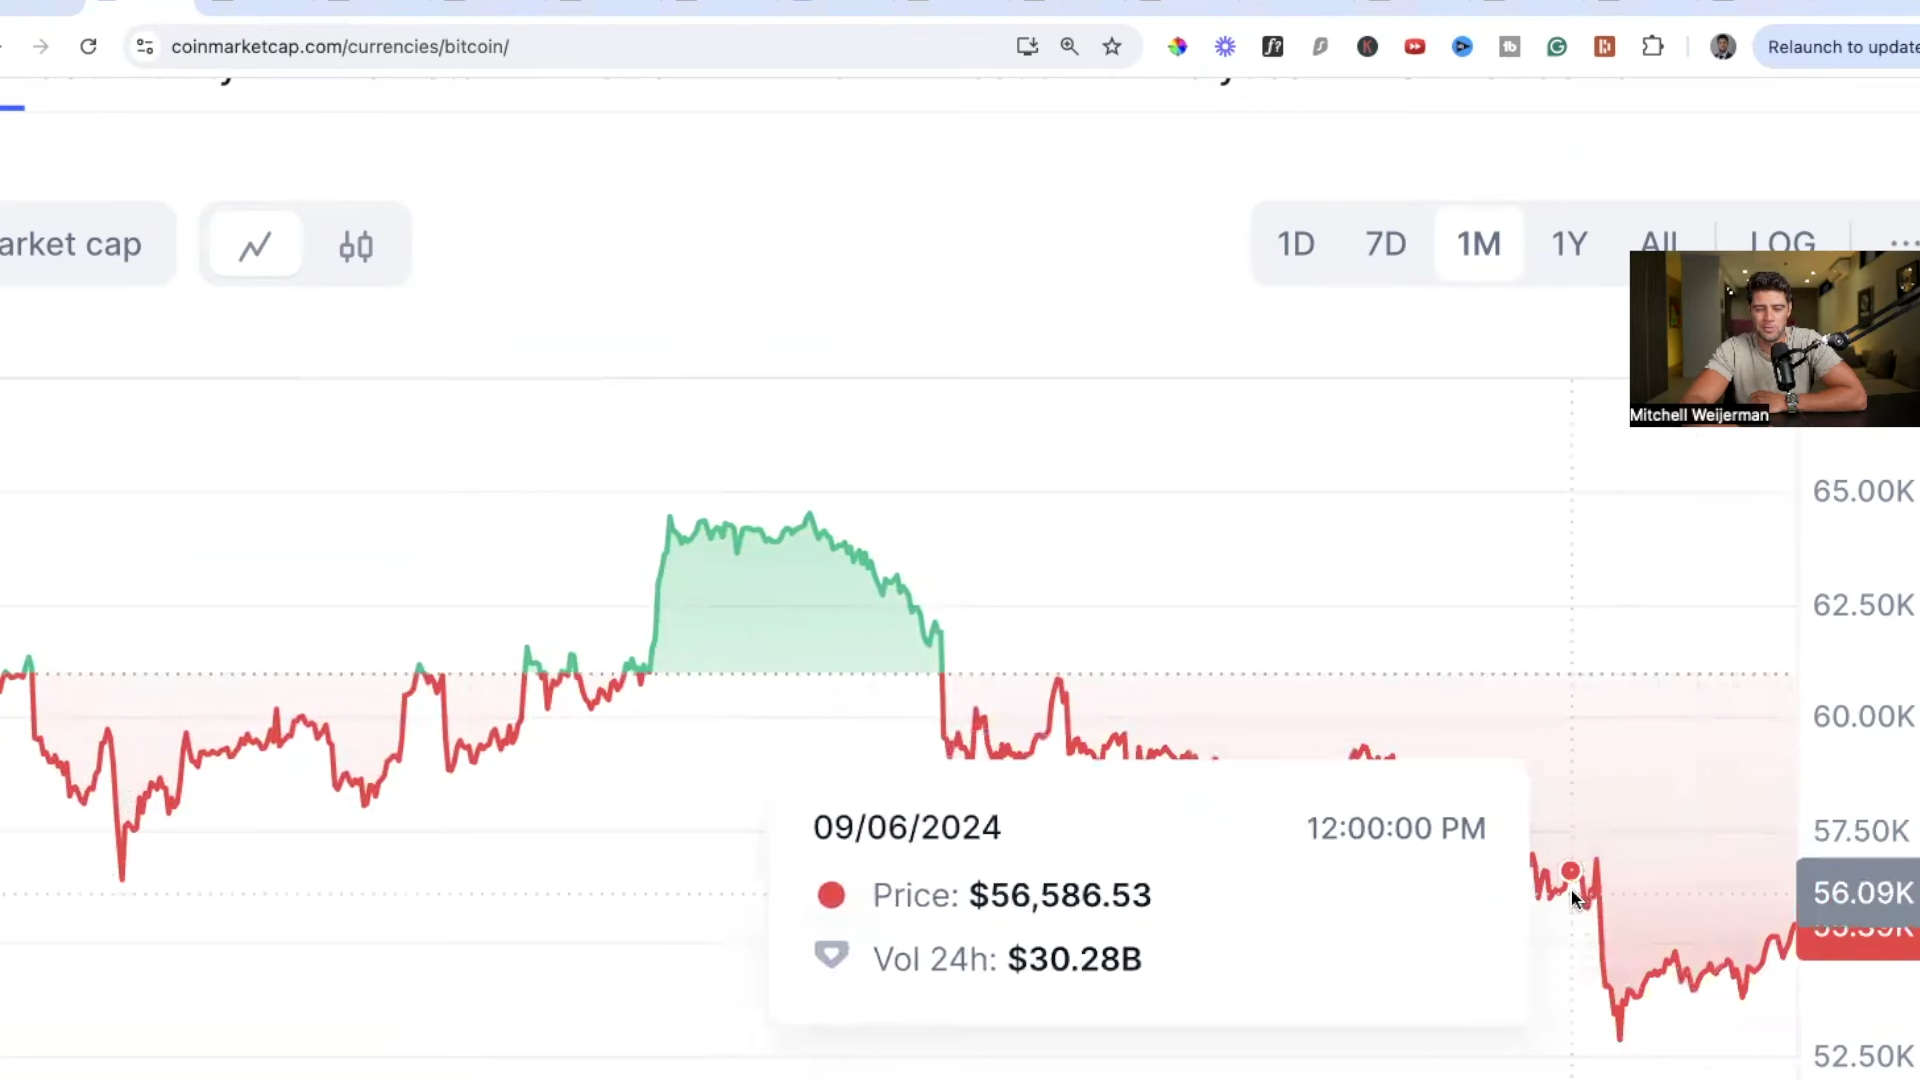 coinmarketcap.com/currencies/bitcoin/
Relaunch to update
arket cap
1D 7D 1M 1Y All LOG
Mitchell Weijerman
65.00K
62.50K
60.00K
57.50K
56.09K
52.50K
09/06/2024 12:00:00 PM
Price: $56,586.53
Vol 24h: $30.28B